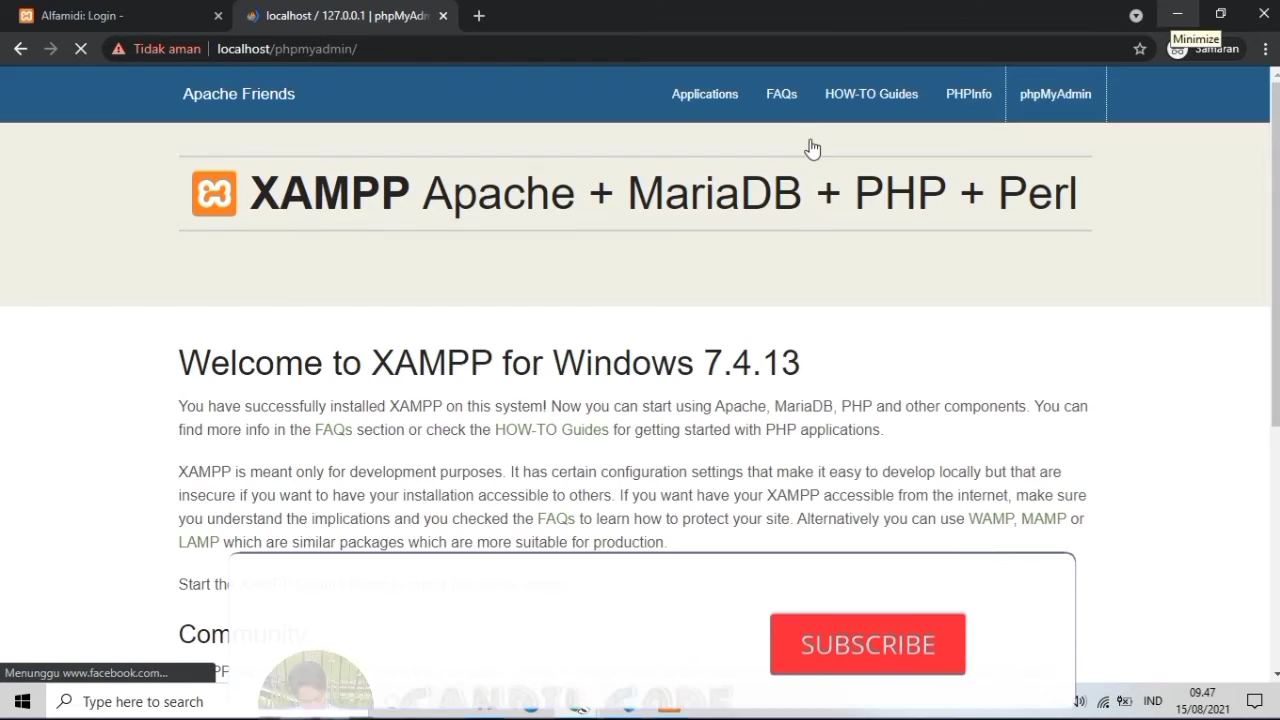 Alfamidi: Login -
localhost / 127.0.0.1 | phpMyAdm
Minimize
Tidak aman
localhost/phpmyadmin/
Samaran
Apache Friends
Applications
FAQs
HOW-TO Guides
PHPInfo
phpMyAdmin
XAMPP Apache + MariaDB + PHP + Perl
Welcome to XAMPP for Windows 7.4.13
You have successfully installed XAMPP on this system! Now you can start using Apache, MariaDB, PHP and other components. You can
find more info in the FAQs section or check the HOW-TO Guides for getting started with PHP applications.
XAMPP is meant only for development purposes. It has certain configuration settings that make it easy to develop locally but that are
insecure if you want to have your installation accessible to others. If you want have your XAMPP accessible from the internet, make sure
you understand the implications and you checked the FAQs to learn how to protect your site. Alternatively you can use WAMP, MAMP or
LAMP which are similar packages which are more suitable for production.
Start the
Community
SUBSCRIBE
Menunggu www.facebook.com...
Type here to search
IND
09.47
15/08/2021